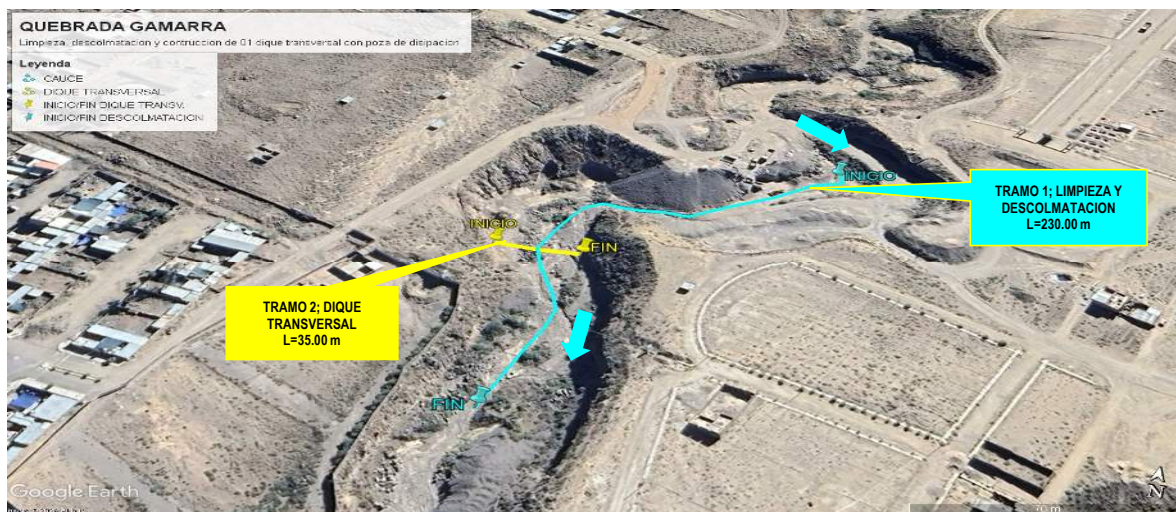 QUEBRADA GAMARRA
Limpieza, descolmatacion y contruccion de 01 dique transversal con poza de disipacion
Leyenda
CAUCE
DIQUE TRANSVERSAL
INICIO/FIN DIQUE TRANSV.
INICIO/FIN DESCOLMATACION
INICIO
TRAMO 1; LIMPIEZA Y
DESCOLMATACION
L=230.00 m
INICIO
FIN
TRAMO 2; DIQUE
TRANSVERSAL
L=35.00 m
FIN
Google Earth
70 m
N